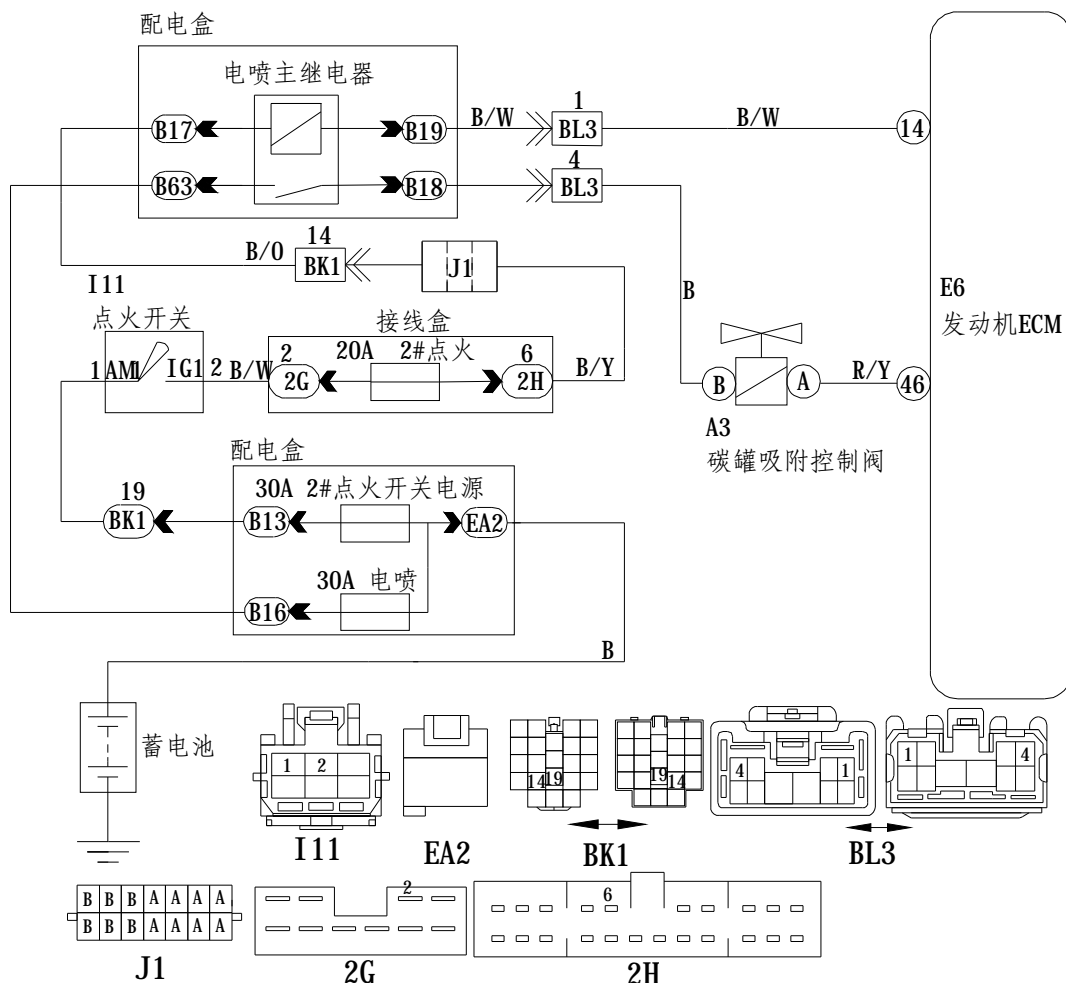 配电盒
电喷主继电器
B17
B19
B/W
1
BL3
B/W
14
B63
B18
4
BL3
B/O
14
BK1
J1
B
E6
发动机ECM
I11
点火开关
1 AM1
IG1 2
B/W
接线盒
2
2G
20A 2#点火
6
2H
B/Y
B
A
R/Y
46
A3
碳罐吸附控制阀
配电盒
19
BK1
30A 2#点火开关电源
B13
EA2
30A 电喷
B16
B
蓄电池
1 2
I11
EA2
14 19
19 14
BK1
4 1
1 4
BL3
B B B A A A A
B B B A A A A
J1
2
2G
6
2H